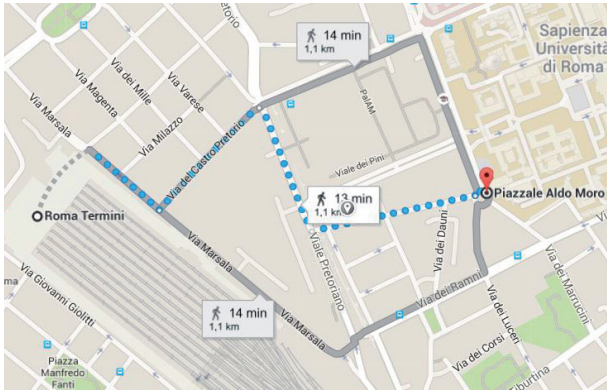 14 min
1,1 km
Sapienza
Università
di Roma
Via dei Mille
Via Magenta
Via Varese
Via Marsala
Via Milazzo
Via del Castro Pretorio
PalAM
Viale dei Pini
13 min
1,1 km
Piazzale Aldo Moro
Roma Termini
Via dei Dauni
Viale Pretoriano
Via Marsala
Via Giovanni Giolitti
Via dei Ramni
Via dei Marrucini
14 min
1,1 km
Via Marsala
Via dei Luceri
Via dei Corsi
Piazza
Manfredo
Fanti